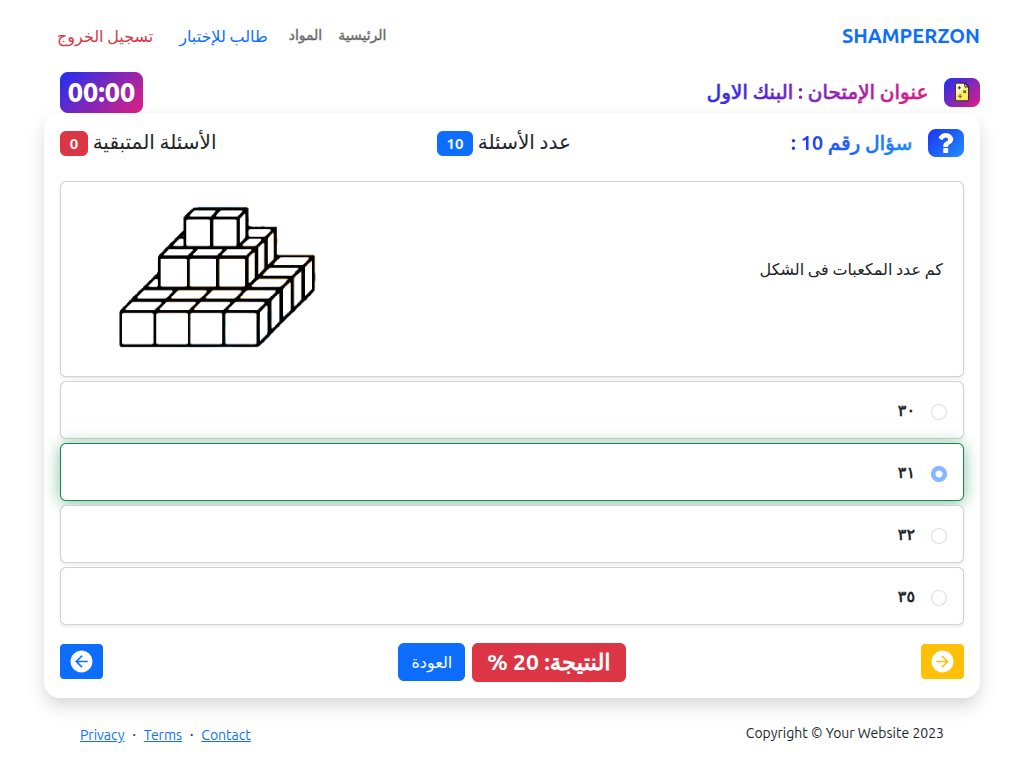 SHAMPERZON
الرئيسية
المواد
طالب للإختبار
تسجيل الخروج
عنوان الإمتحان : البنك الاول
00:00
سؤال رقم 10 :
عدد الأسئلة 10
الأسئلة المتبقية 0
كم عدد المكعبات فى الشكل
٣٠
٣١
٣٢
٣٥
النتيجة: 20 %
العودة
Copyright © Your Website 2023
Privacy · Terms · Contact